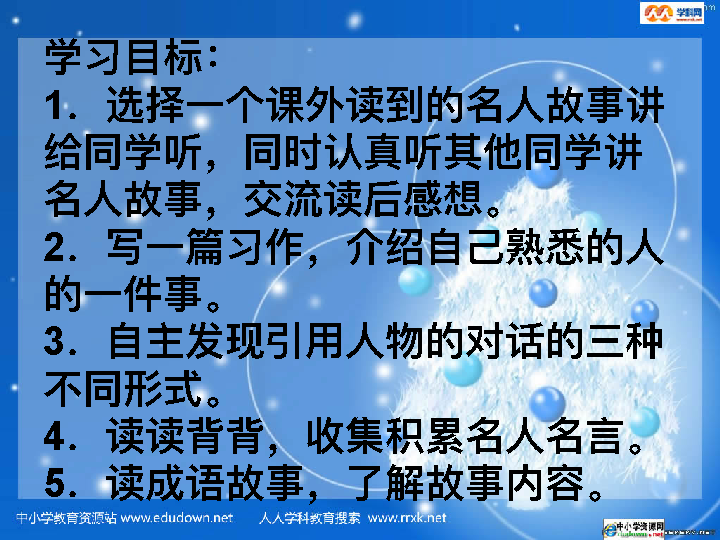 学科网
学习目标：
1．选择一个课外读到的名人故事讲
给同学听，同时认真听其他同学讲
名人故事，交流读后感想。
2．写一篇习作，介绍自己熟悉的人
的一件事。
3．自主发现引用人物的对话的三种
不同形式。
4．读读背背，收集积累名人名言。
5．读成语故事，了解故事内容。
中小学教育资源站 www.edudown.net 人人学科教育搜索 www.rrxk.net
中小学资源网